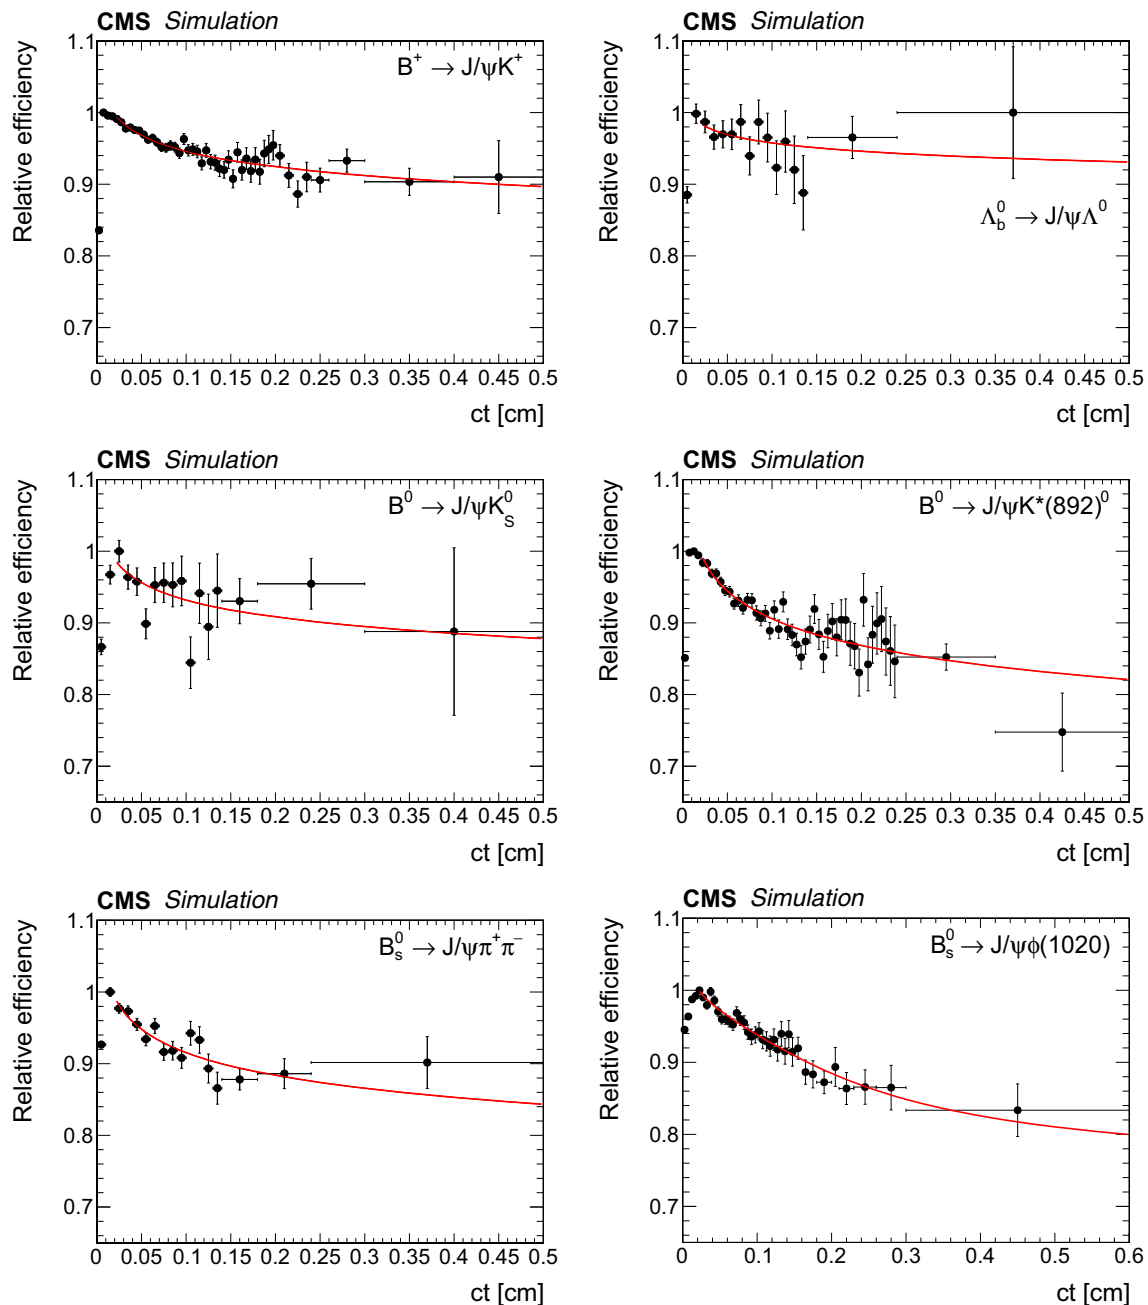 CMS Simulation
Relative efficiency
1.1
1
0.9
0.8
0.7
B⁺ → J/ψK⁺
0 0.05 0.1 0.15 0.2 0.25 0.3 0.35 0.4 0.45 0.5
ct [cm]
CMS Simulation
Relative efficiency
1.1
1
0.9
0.8
0.7
Λ_b^0 → J/ψΛ⁰
0 0.05 0.1 0.15 0.2 0.25 0.3 0.35 0.4 0.45 0.5
ct [cm]
CMS Simulation
Relative efficiency
1.1
1
0.9
0.8
0.7
B⁰ → J/ψK_S^0
0 0.05 0.1 0.15 0.2 0.25 0.3 0.35 0.4 0.45 0.5
ct [cm]
CMS Simulation
Relative efficiency
1.1
1
0.9
0.8
0.7
B⁰ → J/ψK*(892)⁰
0 0.05 0.1 0.15 0.2 0.25 0.3 0.35 0.4 0.45 0.5
ct [cm]
CMS Simulation
Relative efficiency
1.1
1
0.9
0.8
0.7
B_s^0 → J/ψπ⁺π⁻
0 0.05 0.1 0.15 0.2 0.25 0.3 0.35 0.4 0.45 0.5
ct [cm]
CMS Simulation
Relative efficiency
1.1
1
0.9
0.8
0.7
B_s^0 → J/ψϕ(1020)
0 0.1 0.2 0.3 0.4 0.5 0.6
ct [cm]